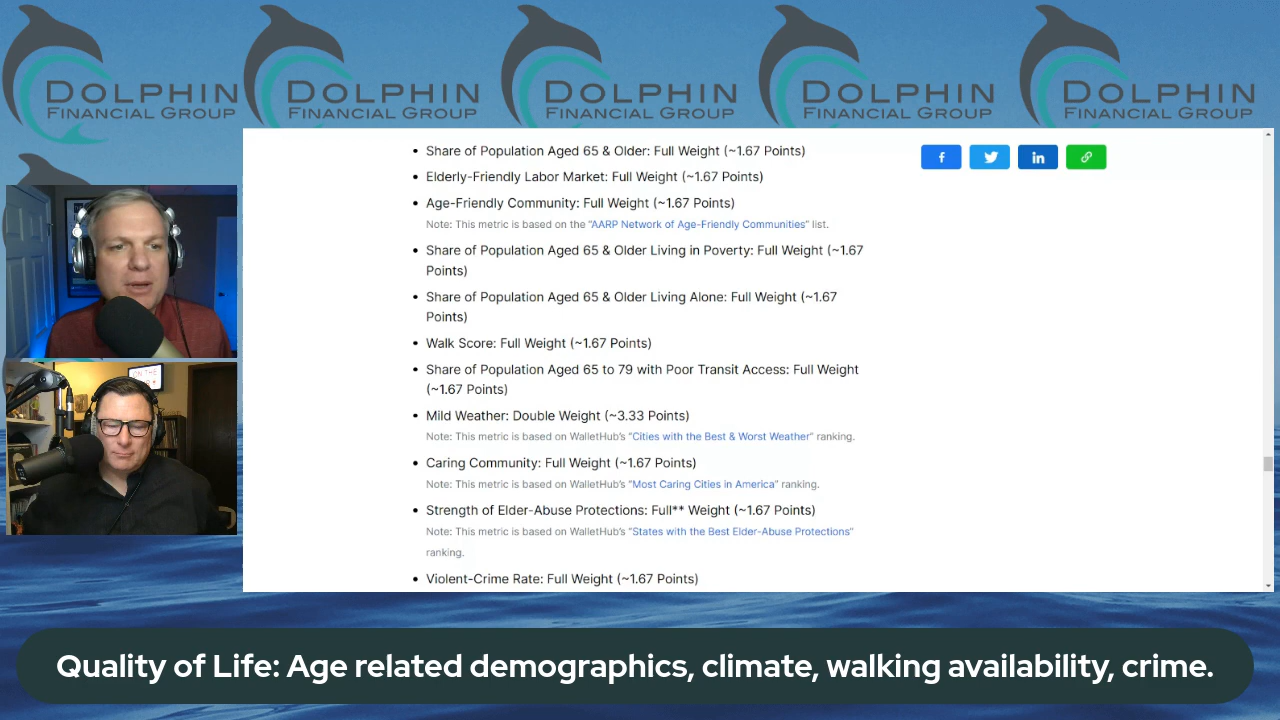 DOLPHIN DOLPHIN DOLPHIN DOLPHIN DOLPHIN
FINANCIAL GROUP FINANCIAL GROUP FINANCIAL GROUP FINANCIAL GROUP FINANCIAL GROUP
• Share of Population Aged 65 & Older: Full Weight (~1.67 Points)
• Elderly-Friendly Labor Market: Full Weight (~1.67 Points)
• Age-Friendly Community: Full Weight (~1.67 Points)
Note: This metric is based on the “AARP Network of Age-Friendly Communities” list.
• Share of Population Aged 65 & Older Living in Poverty: Full Weight (~1.67
Points)
• Share of Population Aged 65 & Older Living Alone: Full Weight (~1.67
Points)
• Walk Score: Full Weight (~1.67 Points)
• Share of Population Aged 65 to 79 with Poor Transit Access: Full Weight
(~1.67 Points)
• Mild Weather: Double Weight (~3.33 Points)
Note: This metric is based on WalletHub’s “Cities with the Best & Worst Weather” ranking.
• Caring Community: Full Weight (~1.67 Points)
Note: This metric is based on WalletHub’s “Most Caring Cities in America” ranking.
• Strength of Elder-Abuse Protections: Full** Weight (~1.67 Points)
Note: This metric is based on WalletHub’s “States with the Best Elder-Abuse Protections”
ranking.
• Violent-Crime Rate: Full Weight (~1.67 Points)
f
in
ON THE
Quality of Life: Age related demographics, climate, walking availability, crime.